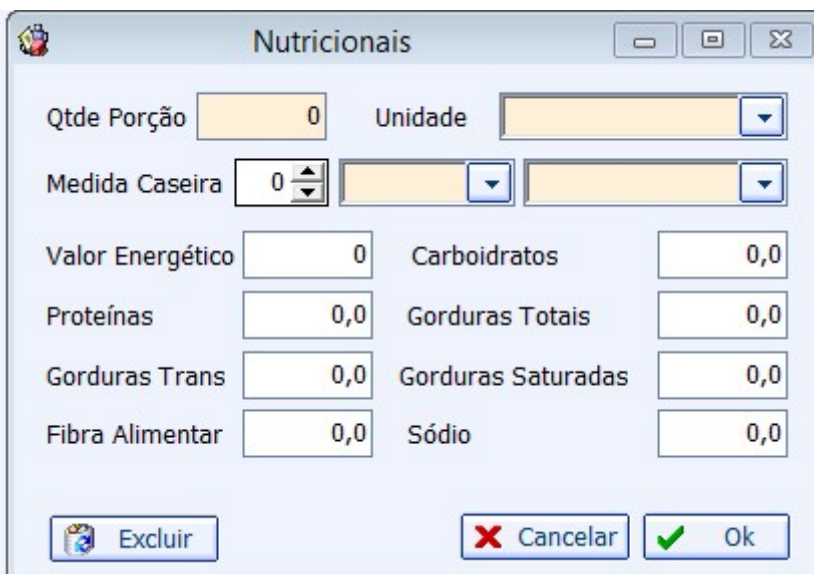 Nutricionais
Qtde Porção 0 Unidade
Medida Caseira 0
Valor Energético 0 Carboidratos 0,0
Proteínas 0,0 Gorduras Totais 0,0
Gorduras Trans 0,0 Gorduras Saturadas 0,0
Fibra Alimentar 0,0 Sódio 0,0
Excluir Cancelar Ok